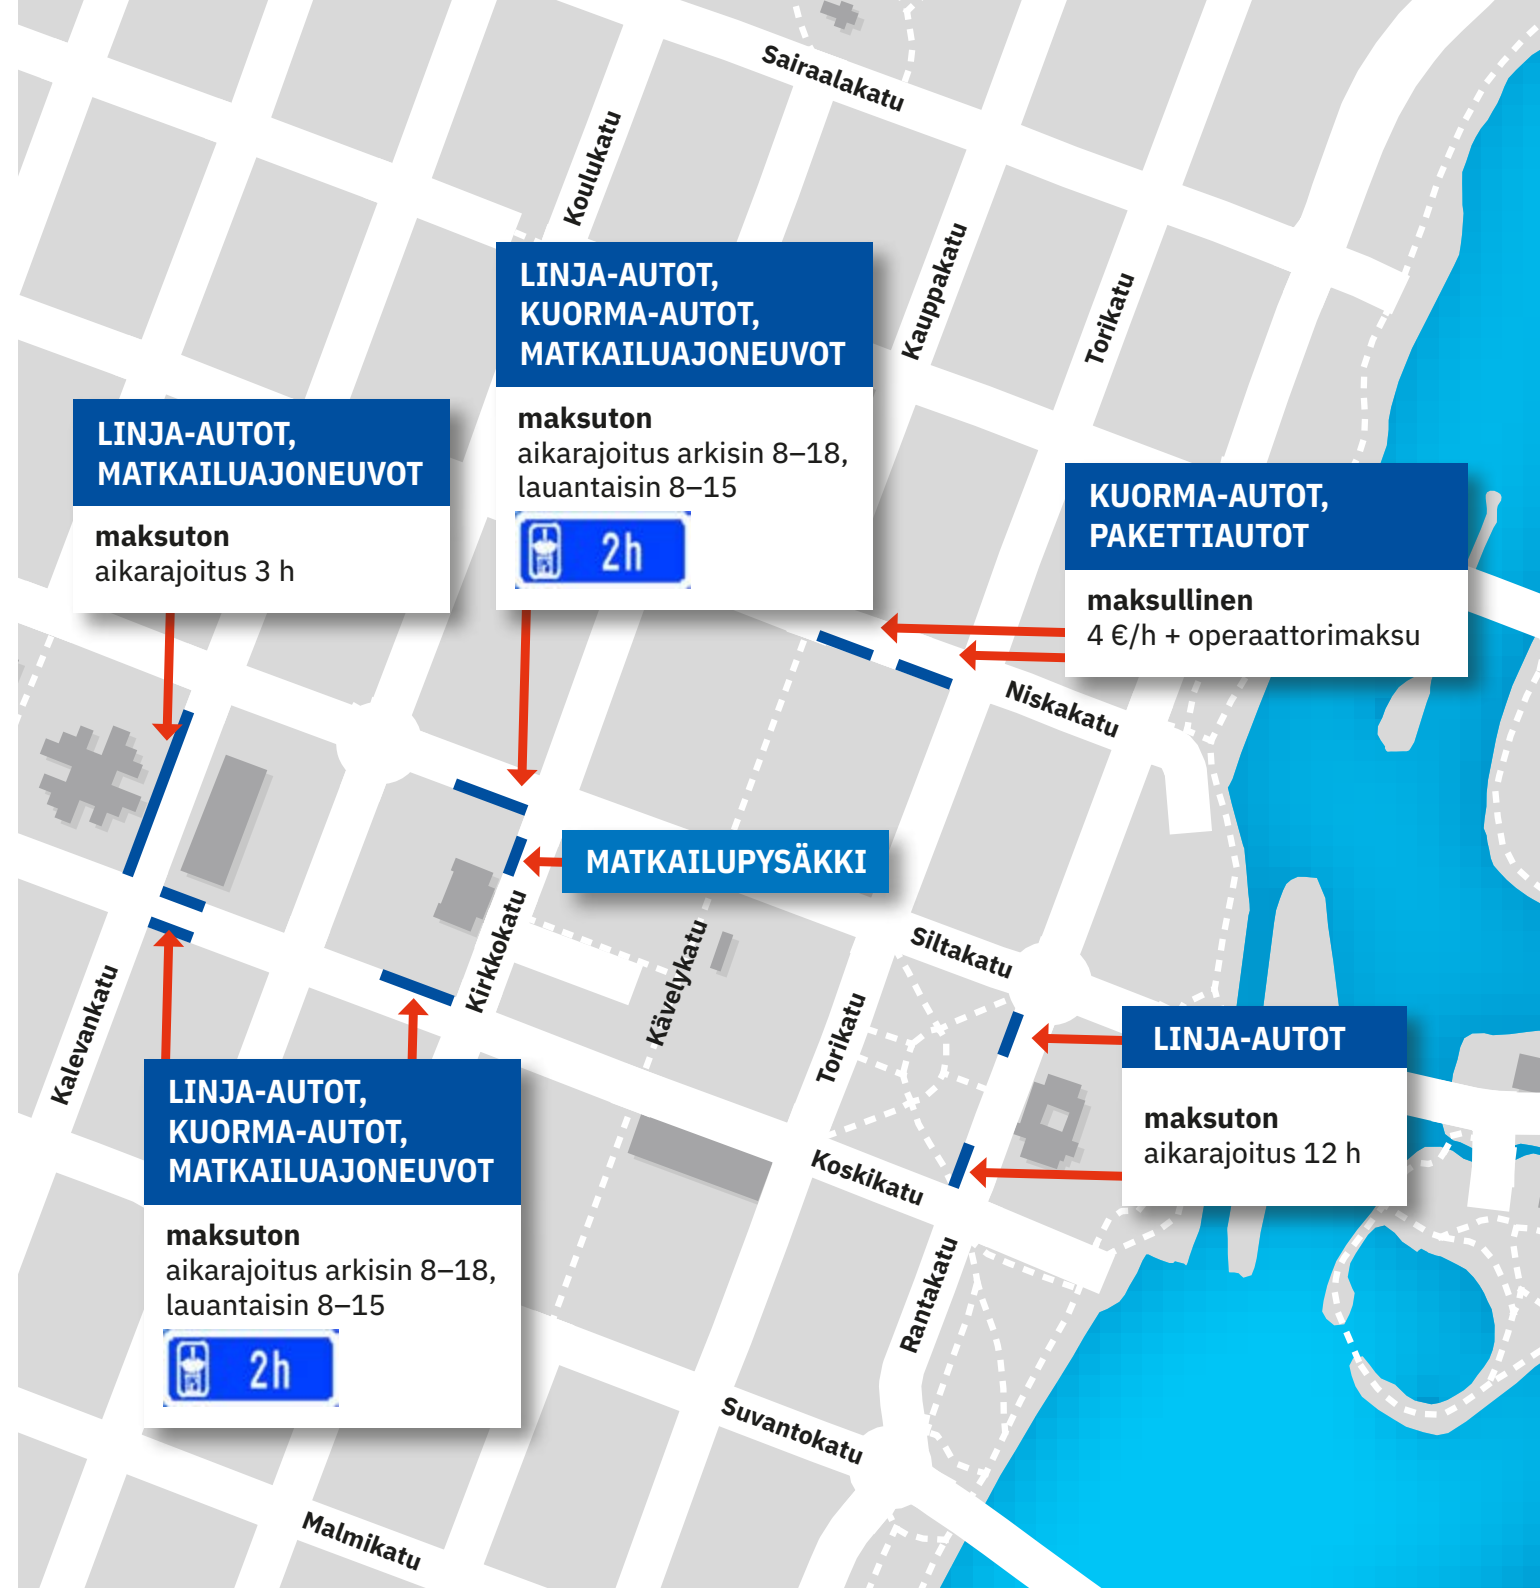 Sairaalakatu
Koulukatu
Kauppakatu
Torikatu
LINJA-AUTOT,
KUORMA-AUTOT,
MATKAILUAJONEUVOT
maksuton
aikarajoitus arkisin 8–18,
lauantaisin 8–15
2h
LINJA-AUTOT,
MATKAILUAJONEUVOT
maksuton
aikarajoitus 3 h
KUORMA-AUTOT,
PAKETTIAUTOT
maksullinen
4 €/h + operaattorimaksu
Niskakatu
MATKAILUPYSÄKKI
Kirkkokatu
Kävelykatu
Siltakatu
Kalevankatu
Torikatu
LINJA-AUTOT
maksuton
aikarajoitus 12 h
LINJA-AUTOT,
KUORMA-AUTOT,
MATKAILUAJONEUVOT
maksuton
aikarajoitus arkisin 8–18,
lauantaisin 8–15
2h
Koskikatu
Rantakatu
Suvantokatu
Malmikatu